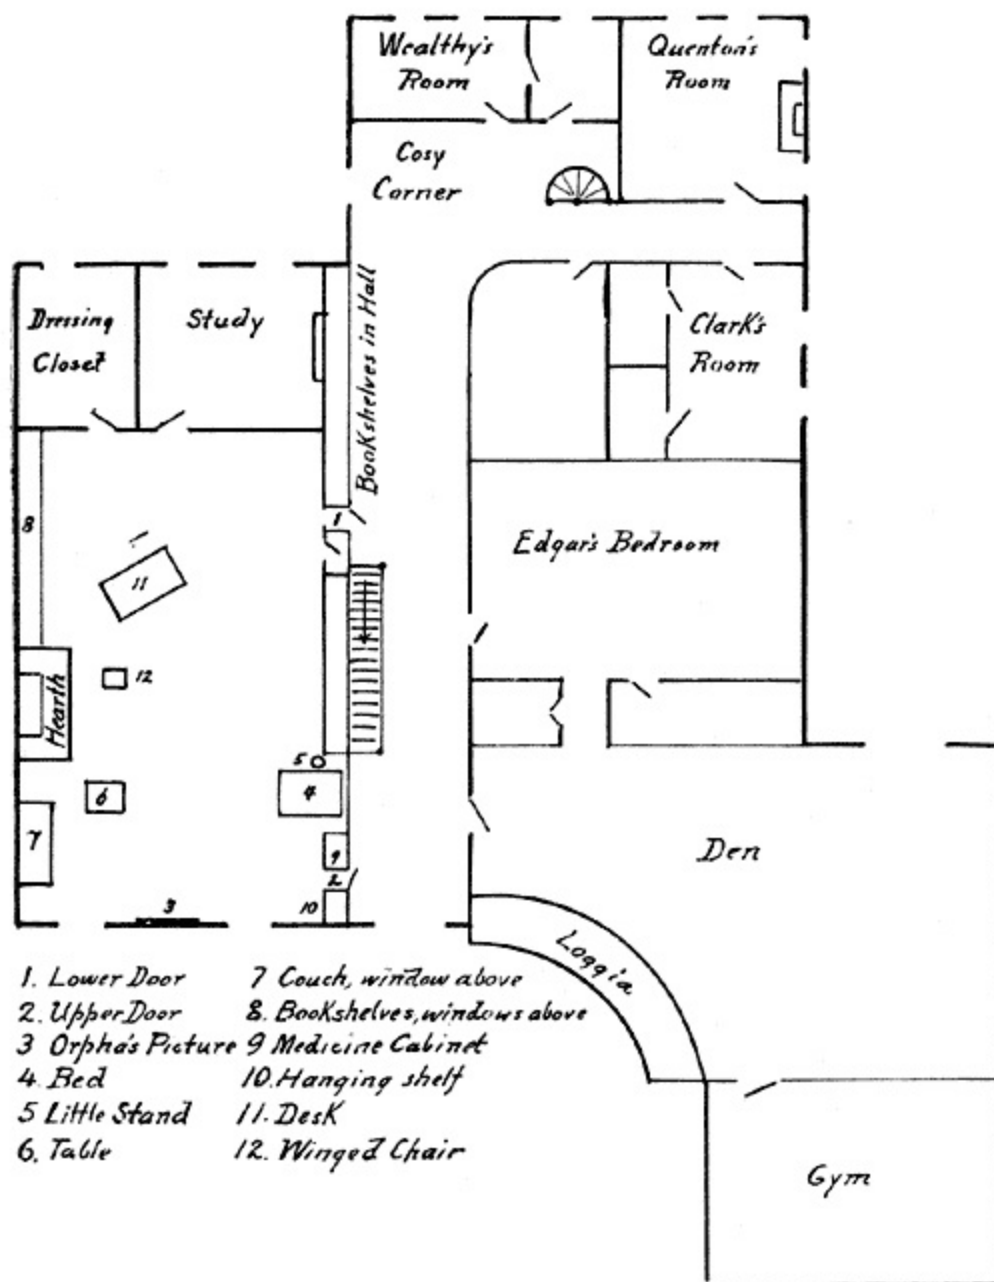 Wealthy's
Room
Quenton's
Room
Cosy
Corner
Dressing
Closet
Study
Bookshelves in Hall
Clark's
Room
1
8
11
Edgar's Bedroom
12
Hearth
5
4
6
7
9
2
10
3
Den
Loggia
Gym
1. Lower Door
2. Upper Door
3 Orpha's Picture
4. Bed
5 Little Stand
6. Table
7 Couch, window above
8. Bookshelves, windows above
9 Medicine Cabinet
10. Hanging shelf
11. Desk
12. Winged Chair